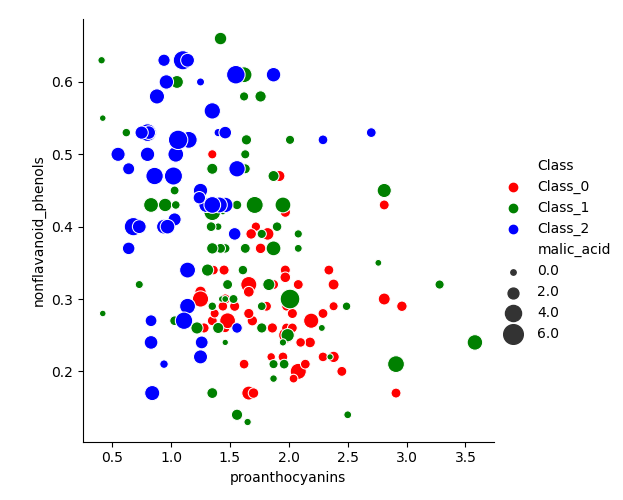 0.6
0.5
0.4
0.3
0.2
nonflavanoid_phenols
0.5
1.0
1.5
2.0
2.5
3.0
3.5
proanthocyanins
Class
Class_0
Class_1
Class_2
malic_acid
0.0
2.0
4.0
6.0